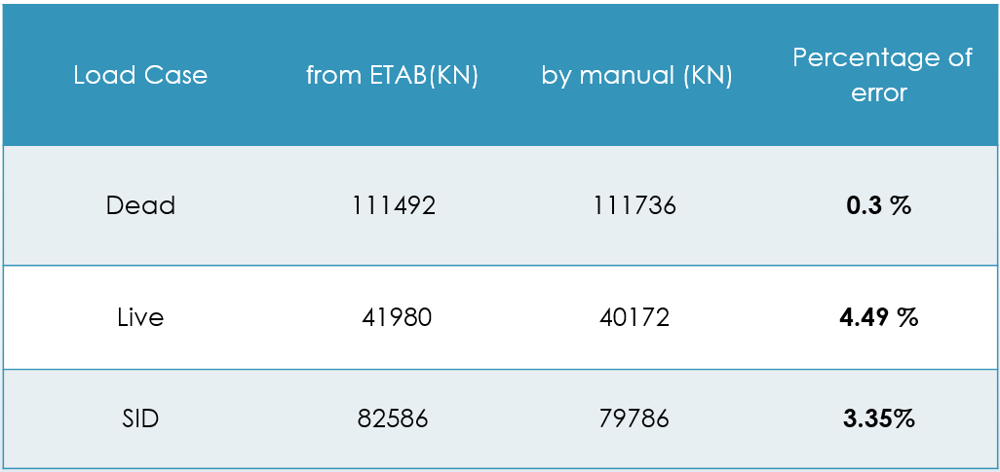 Load Case from ETAB(KN) by manual (KN) Percentage of
error
Dead 111492 111736 0.3 %
Live 41980 40172 4.49 %
SID 82586 79786 3.35%